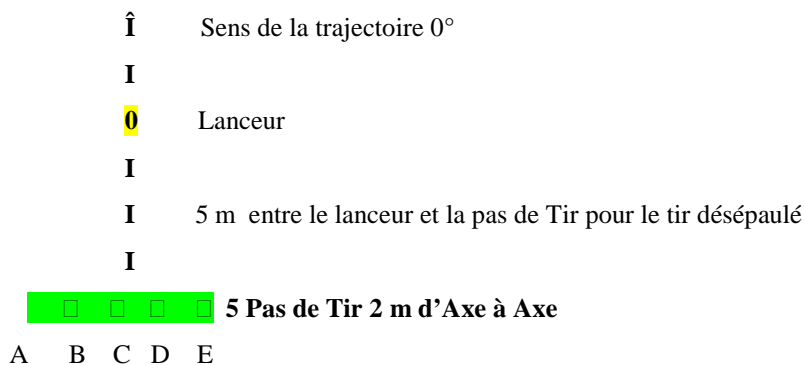 Î Sens de la trajectoire 0°
I
0 Lanceur
I
I 5 m entre le lanceur et la pas de Tir pour le tir désépaulé
I
□ □ □ □ 5 Pas de Tir 2 m d’Axe à Axe
A B C D E